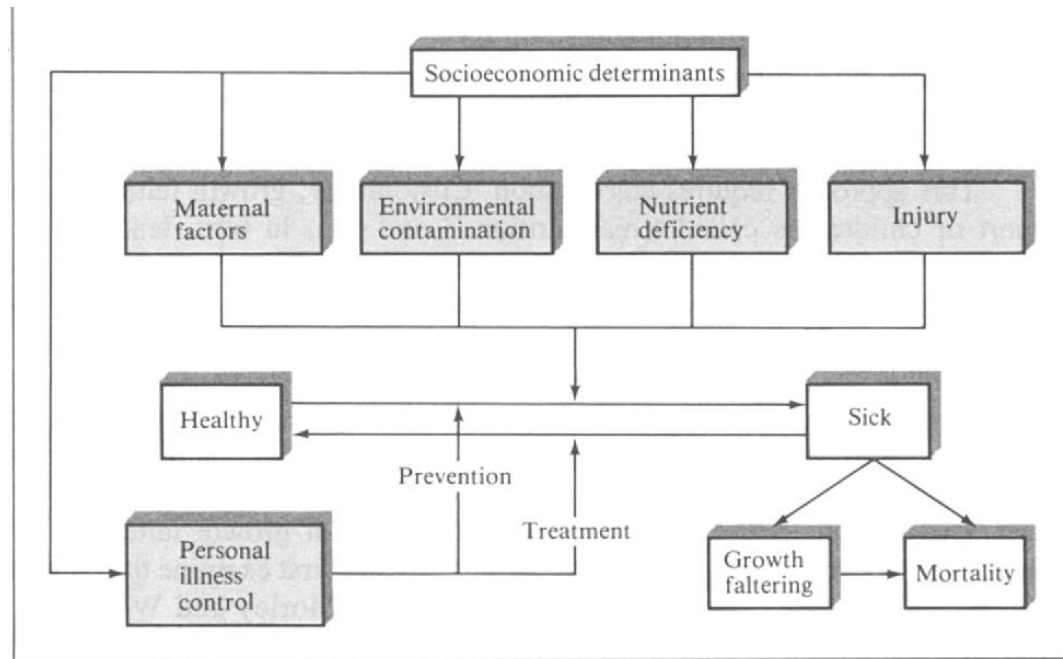 Socioeconomic determinants
Maternal
factors
Environmental
contamination
Nutrient
deficiency
Injury
Healthy
Sick
Prevention
Treatment
Personal
illness
control
Growth
faltering
Mortality